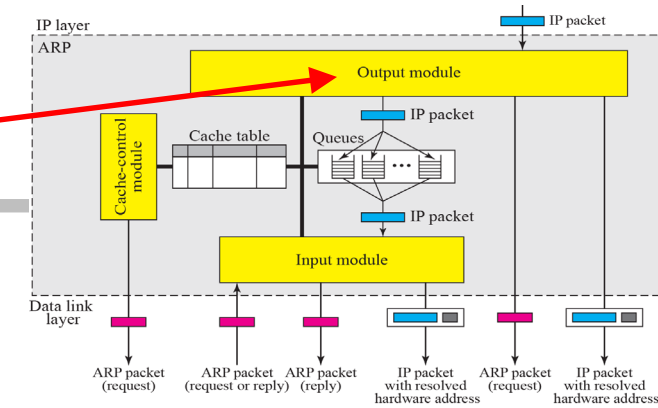 IP layer
IP packet
ARP
Output module
IP packet
Cache-control
module
Cache table
Queues
IP packet
Input module
Data link
layer
ARP packet
(request)
ARP packet
(request or reply)
ARP packet
(reply)
IP packet
with resolved
hardware address
ARP packet
(request)
IP packet
with resolved
hardware address